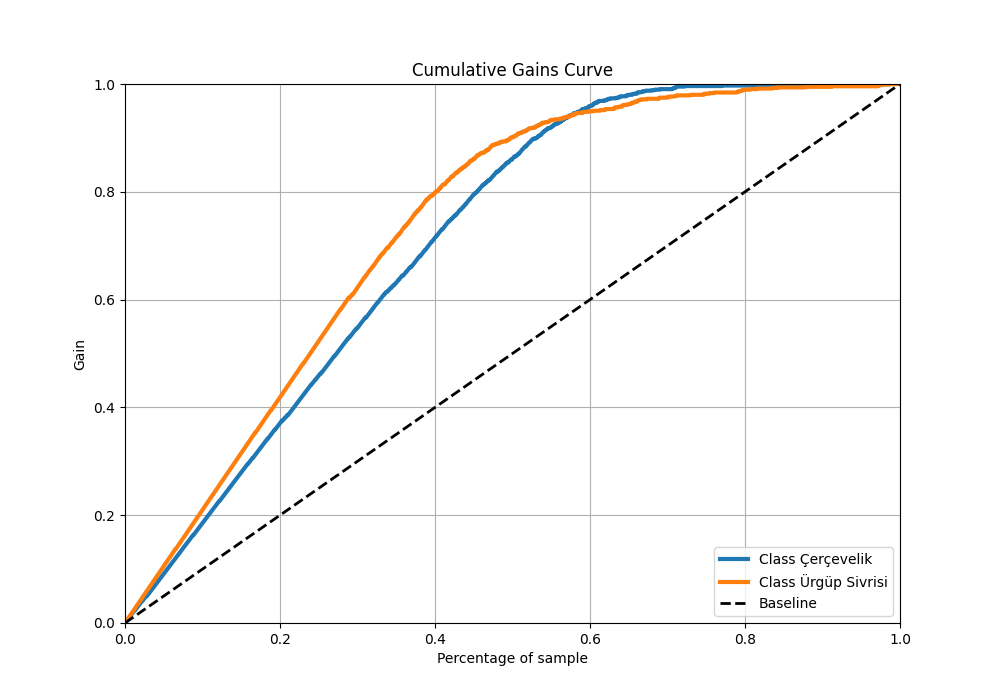 Cumulative Gains Curve
1.0
0.8
0.6
0.4
0.2
0.0
Gain
0.0 0.2 0.4 0.6 0.8 1.0
Percentage of sample
Class Çerçevelik
Class Ürgüp Sivrisi
Baseline